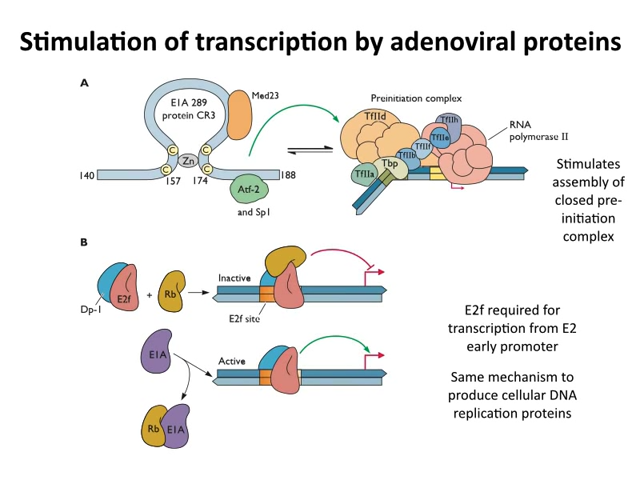 Stimulation of transcription by adenoviral proteins
A
E1A 289
protein CR3
Med23
C
C
Zn
C
C
140
157
174
188
Atf-2
and Sp1
Preinitiation complex
TfIId
TfIIh
TfIIe
TfIIf
TfIIb
Tbp
TfIIa
RNA
polymerase II
Stimulates
assembly of
closed pre-
initiation
complex
B
Dp-1
E2f
+
Rb
Inactive
E2f site
E1A
Active
Rb
E1A
E2f required for
transcription from E2
early promoter
Same mechanism to
produce cellular DNA
replication proteins